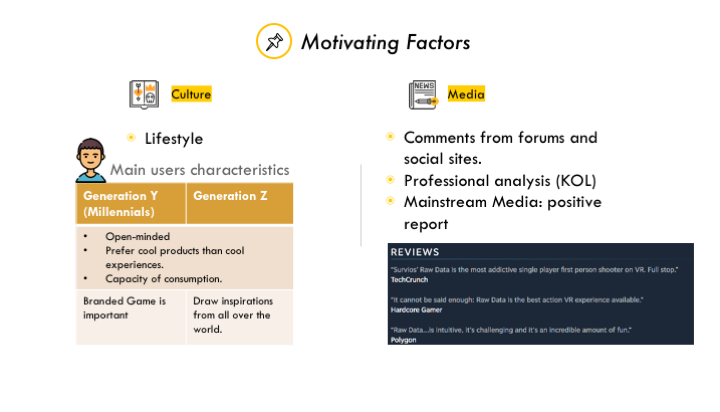 Motivating Factors
Culture
Lifestyle
Main users characteristics
Generation Y
(Millennials)
Generation Z
• Open-minded
• Prefer cool products than cool
experiences.
• Capacity of consumption.
Branded Game is
important
Draw inspirations
from all over the
world.
NEWS
Media
Comments from forums and
social sites.
Professional analysis (KOL)
Mainstream Media: positive
report
REVIEWS
"Survios' Raw Data is the most addictive single player first person shooter on VR. Full stop."
TechCrunch
"It cannot be said enough: Raw Data is the best action VR experience available."
Hardcore Gamer
"Raw Data...is intuitive, it's challenging and it's an incredible amount of fun."
Polygon